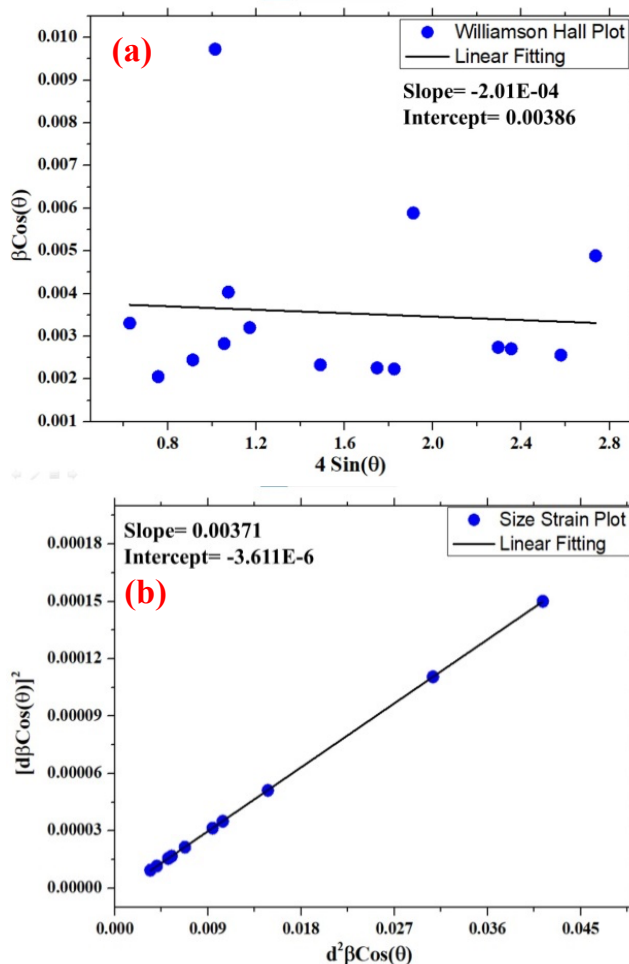 (a)
Williamson Hall Plot
Linear Fitting
Slope= -2.01E-04
Intercept= 0.00386
0.010
0.009
0.008
0.007
0.006
0.005
0.004
0.003
0.002
0.001
βCos(θ)
0.8 1.2 1.6 2.0 2.4 2.8
4 Sin(θ)
Slope= 0.00371
Intercept= -3.611E-6
(b)
Size Strain Plot
Linear Fitting
0.00018
0.00015
0.00012
0.00009
0.00006
0.00003
0.00000
[dβCos(θ)]²
0.000 0.009 0.018 0.027 0.036 0.045
d²βCos(θ)